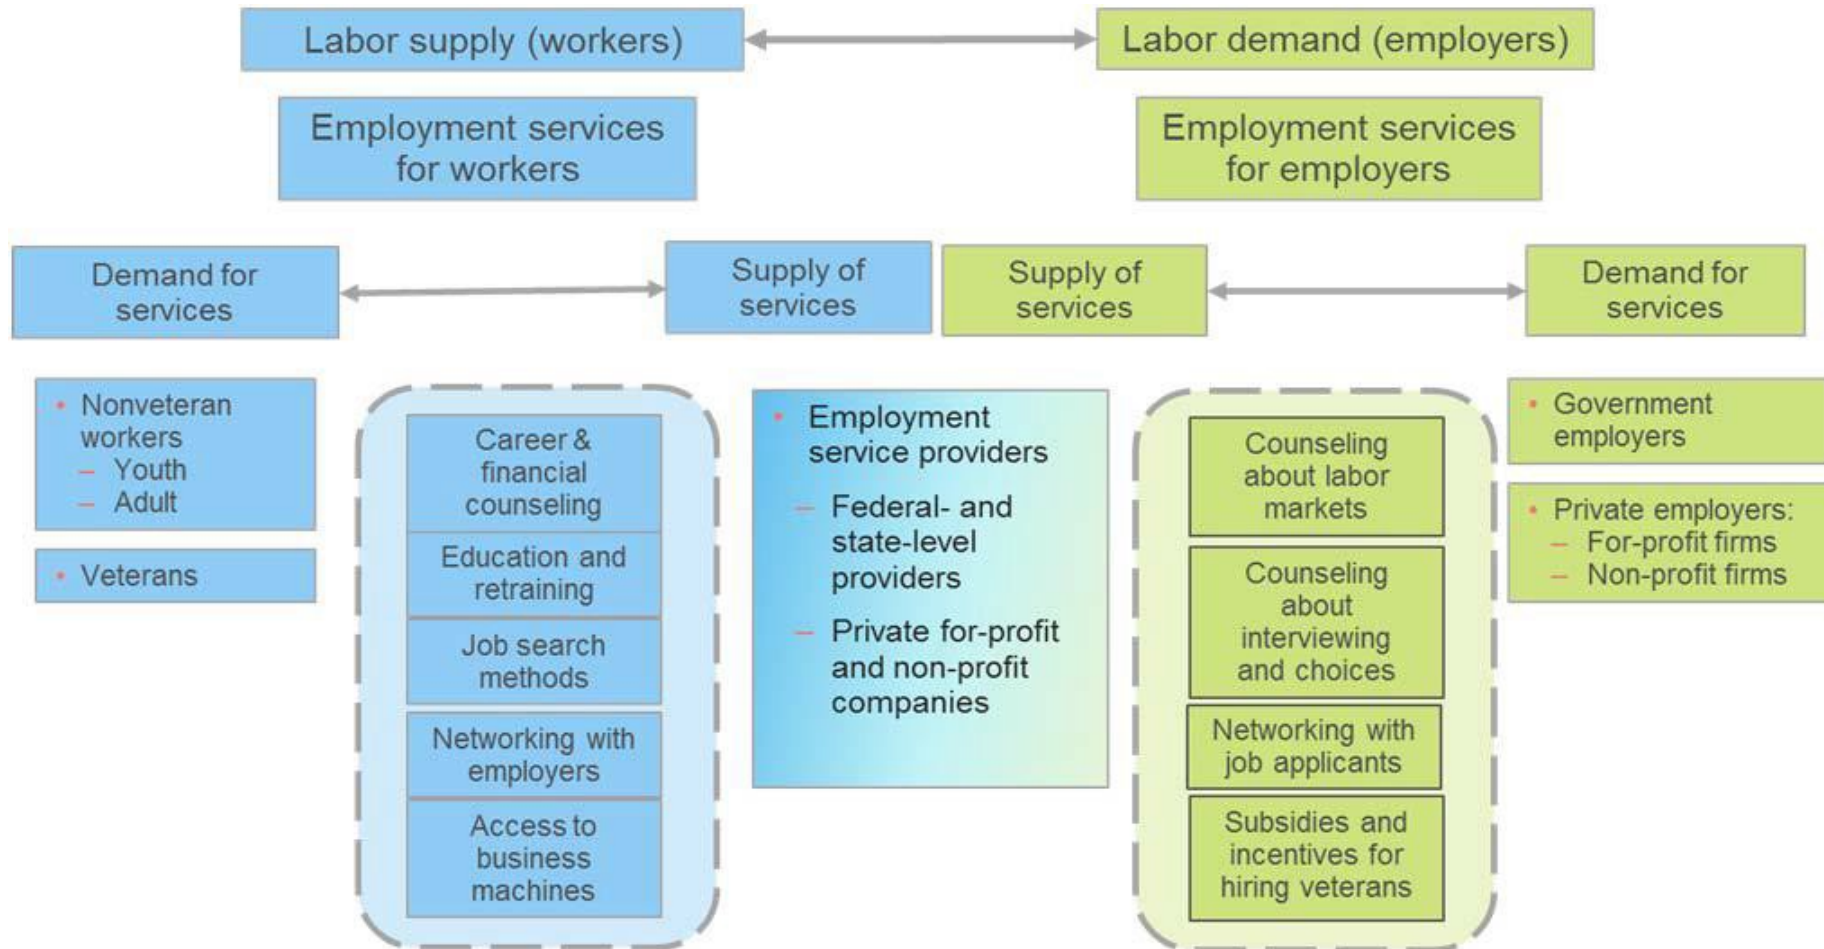 Labor supply (workers)
Labor demand (employers)
Employment services
for workers
Employment services
for employers
Demand for
services
Supply of
services
Supply of
services
Demand for
services
• Nonveteran
workers
– Youth
– Adult
• Veterans
Career &
financial
counseling
Education and
retraining
Job search
methods
Networking with
employers
Access to
business
machines
• Employment
service providers
– Federal- and
state-level
providers
– Private for-profit
and non-profit
companies
Counseling
about labor
markets
Counseling
about
interviewing
and choices
Networking with
job applicants
Subsidies and
incentives for
hiring veterans
• Government
employers
• Private employers:
– For-profit firms
– Non-profit firms